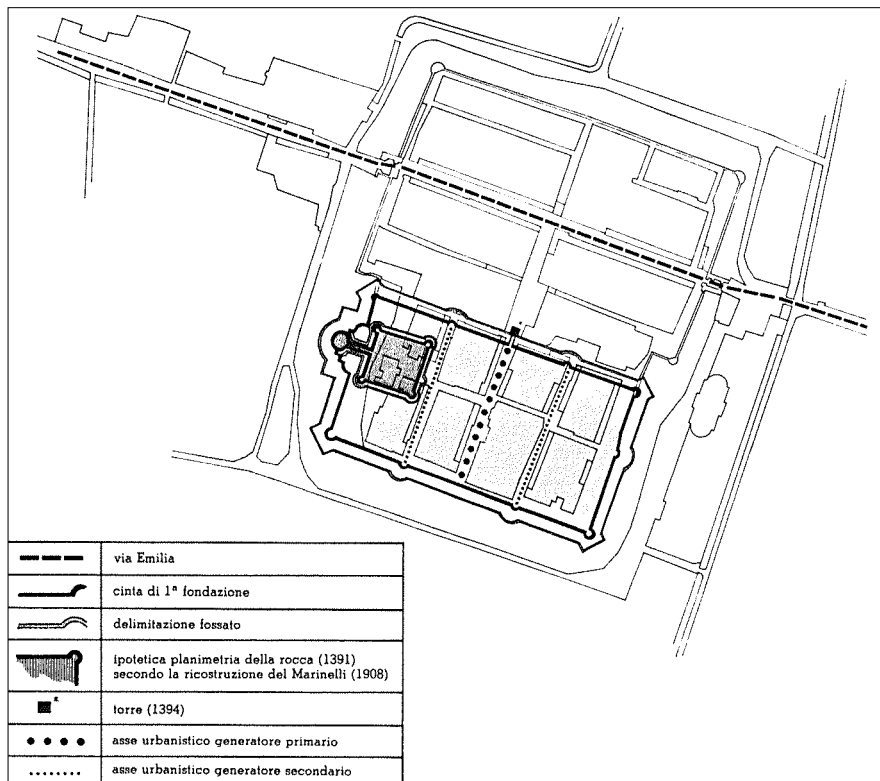 via Emilia
cinta di 1ª fondazione
delimitazione fossato
ipotetica planimetria della rocca (1391)
secondo la ricostruzione del Marinelli (1908)
torre (1394)
asse urbanistico generatore primario
asse urbanistico generatore secondario